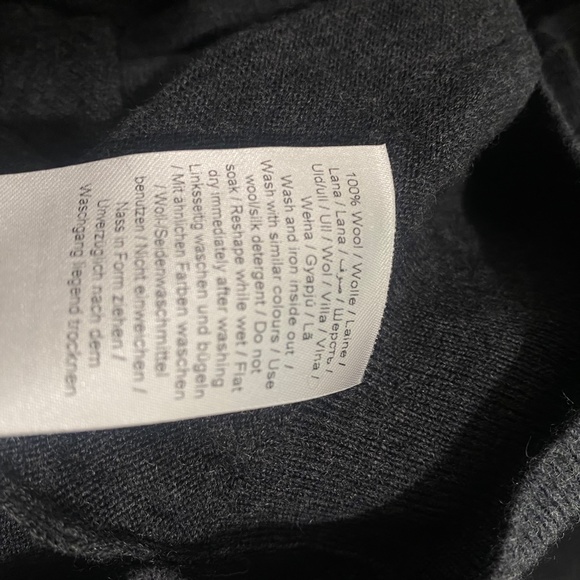 100% Wool / Wolle / Laine /
Lana / Lana / صوف / Шерсть /
Uld/ull / Ull / Wol / Villa / Vlna /
Wełna / Gyapjú / Lã
Wash and iron inside out /
Wash with similar colours / Use
wool/silk detergent / Do not
soak / Reshape while wet / Flat
dry immediately after washing
Linksseitig waschen und bügeln
/ Mit ähnlichen Farben waschen
/ Woll-/Seidenwaschmittel
benutzen / Nicht einweichen /
Nass in Form ziehen /
Unverzüglich nach dem
Waschgang liegend trocknen